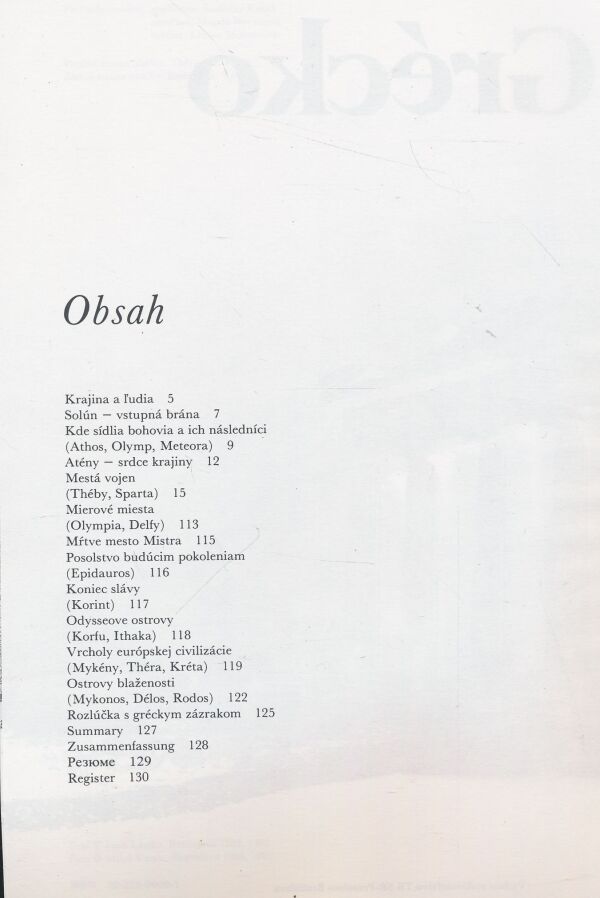 Grécko
Obsah
Krajina a ľudia 5
Solún — vstupná brána 7
Kde sídlia bohovia a ich následníci
(Athos, Olymp, Meteora) 9
Atény — srdce krajiny 12
Mestá vojen
(Théby, Sparta) 15
Mierové miesta
(Olympia, Delfy) 113
Mŕtve mesto Mistra 115
Posolstvo budúcim pokoleniam
(Epidauros) 116
Koniec slávy
(Korint) 117
Odysseove ostrovy
(Korfu, Ithaka) 118
Vrcholy európskej civilizácie
(Mykény, Théra, Kréta) 119
Ostrovy blaženosti
(Mykonos, Délos, Rodos) 122
Rozlúčka s gréckym zázrakom 125
Summary 127
Zusammenfassung 128
Резюме 129
Register 130